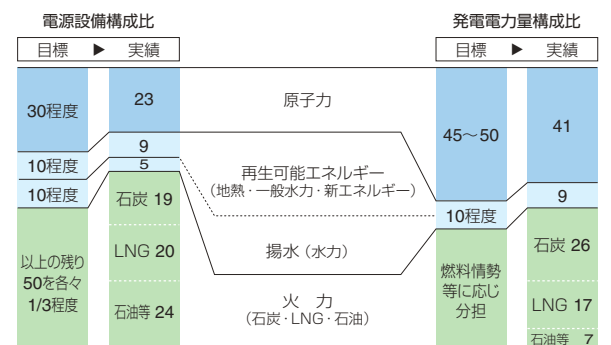 電源設備構成比
目標 ▶ 実績
30程度
10程度
10程度
以上の残り
50を各々
1/3程度
23
9
5
石炭 19
LNG 20
石油等 24
原子力
再生可能エネルギー
(地熱・一般水力・新エネルギー)
揚水(水力)
火 力
(石炭・LNG・石油)
発電電力量構成比
目標 ▶ 実績
45〜50
10程度
燃料情勢
等に応じ
分担
41
9
石炭 26
LNG 17
石油等 7